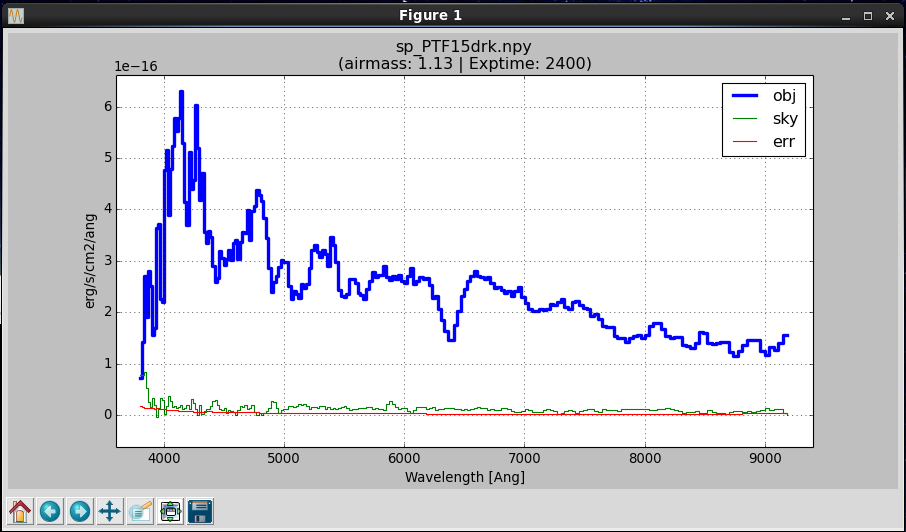 Figure 1
sp_PTF15drk.npy
(airmass: 1.13 | Exptime: 2400)
1e−16
obj
sky
err
6
5
4
3
2
1
0
erg/s/cm2/ang
4000 5000 6000 7000 8000 9000
Wavelength [Ang]